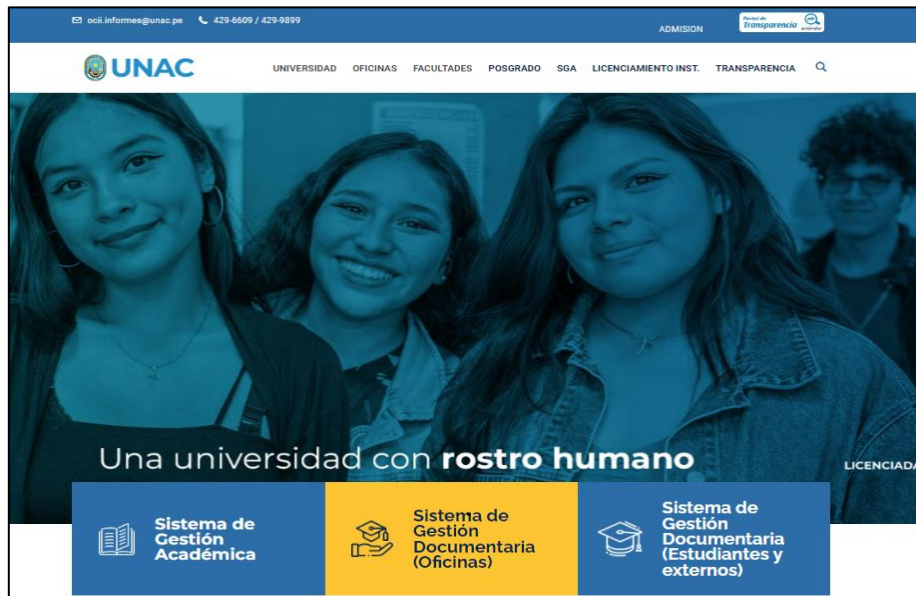 ocii.informes@unac.pe 429-6609 / 429-9899
ADMISION
Portal de
Transparencia
estándar
UNAC
UNIVERSIDAD OFICINAS FACULTADES POSGRADO SGA LICENCIAMIENTO INST. TRANSPARENCIA
Una universidad con rostro humano
LICENCIADA
Sistema de
Gestión
Académica
Sistema de
Gestión
Documentaria
(Oficinas)
Sistema de
Gestión
Documentaria
(Estudiantes y
externos)